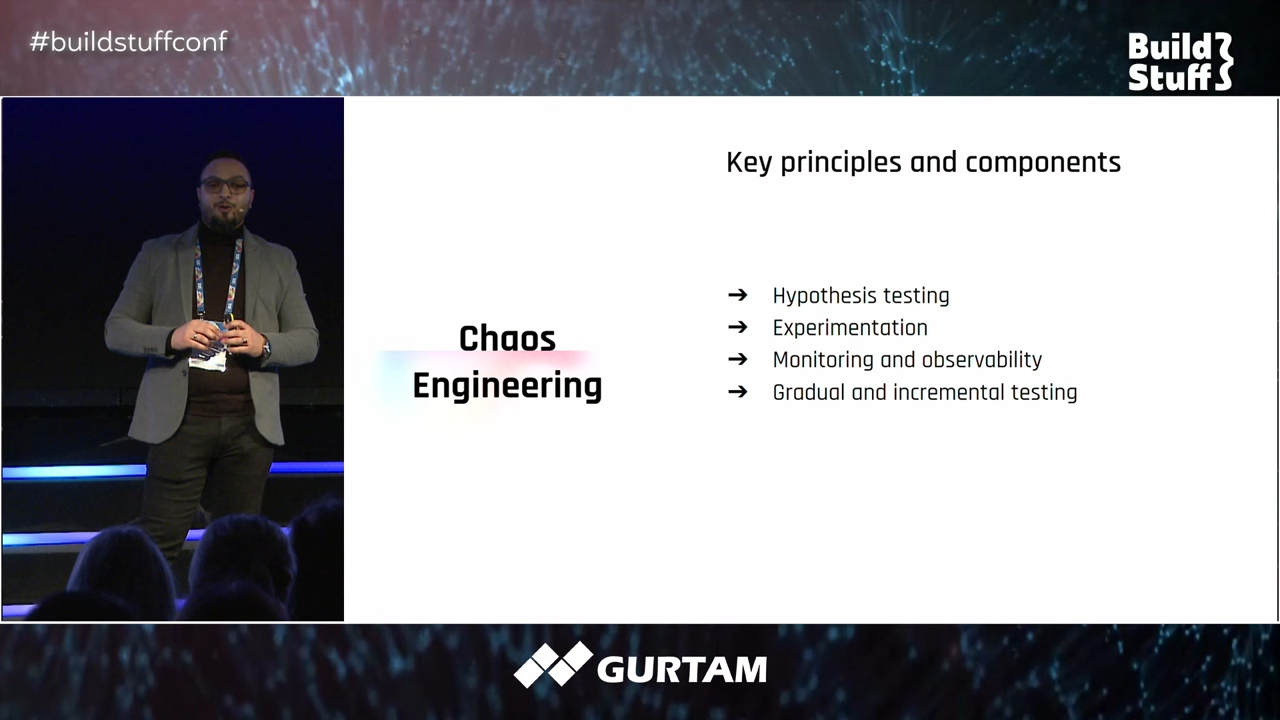 #buildstuffconf
Build
Stuff
Key principles and components
Chaos
Engineering
➔ Hypothesis testing
➔ Experimentation
➔ Monitoring and observability
➔ Gradual and incremental testing
GURTAM